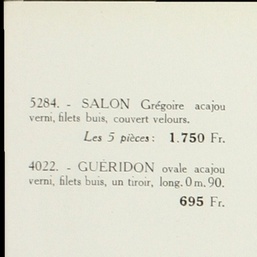 5284. - SALON Grégoire acajou
verni, filets buis, couvert velours.
Les 5 pièces: 1.750 Fr.
4022. - GUÉRIDON ovale acajou
verni, filets buis, un tiroir, long. 0 m. 90.
695 Fr.